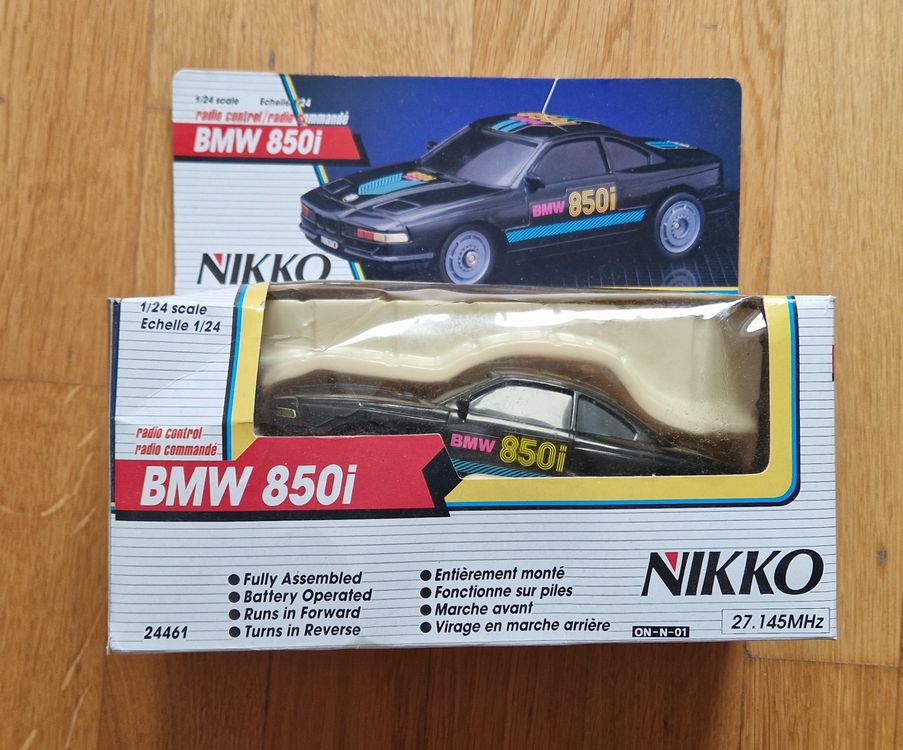 1/24 scale Echelle 1/24
radio control/radio commandé
BMW 850i
BMW 850i
NIKKO
NIKKO
1/24 scale
Echelle 1/24
radio control
radio commandé
BMW 850i
BMW 850i
● Fully Assembled
● Battery Operated
● Runs in Forward
● Turns in Reverse
● Entièrement monté
● Fonctionne sur piles
● Marche avant
● Virage en marche arrière
NIKKO
24461
ON-N-01
27.145MHz